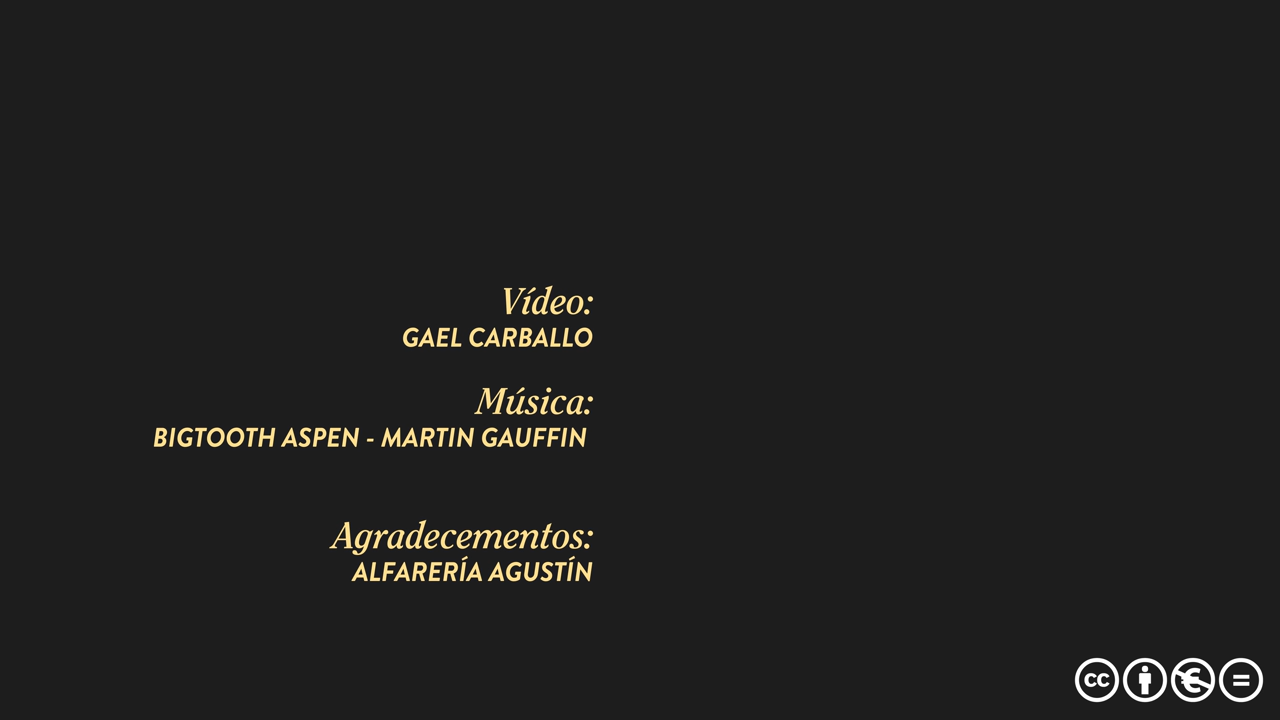 Vídeo:
GAEL CARBALLO
Música:
BIGTOOTH ASPEN - MARTIN GAUFFIN
Agradecementos:
ALFARERÍA AGUSTÍN
cc